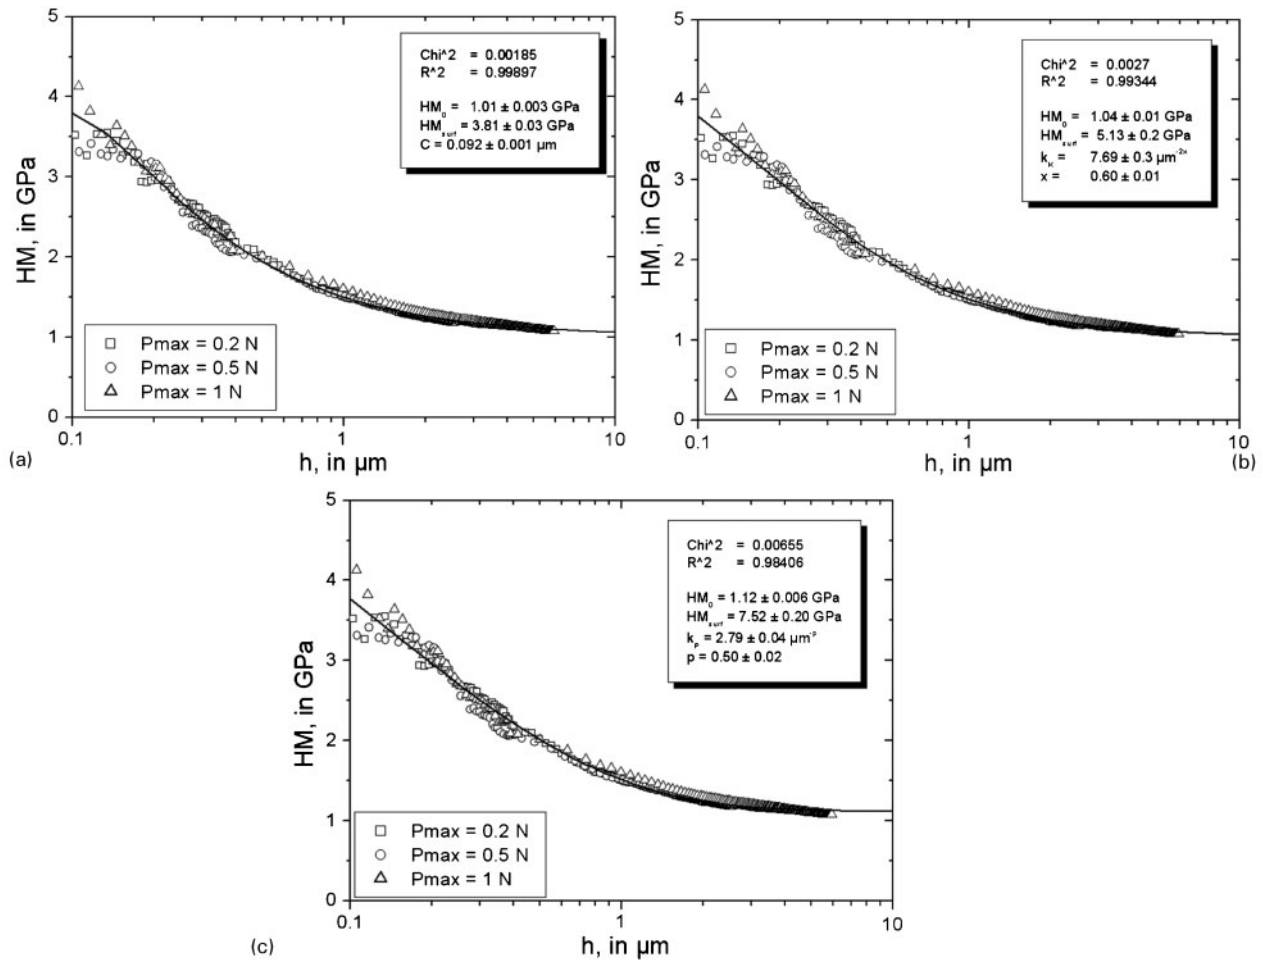 5
4
3
2
1
0
HM, in GPa
Chi^2 = 0.00185
R^2 = 0.99897
HM₀ = 1.01 ± 0.003 GPa
HMsurf = 3.81 ± 0.03 GPa
C = 0.092 ± 0.001 µm
Pmax = 0.2 N
Pmax = 0.5 N
Pmax = 1 N
0.1
1
10
h, in µm
(a)
5
4
3
2
1
0
HM, in GPa
Chi^2 = 0.0027
R^2 = 0.99344
HM₀ = 1.04 ± 0.01 GPa
HMsurf = 5.13 ± 0.2 GPa
kₓ = 7.69 ± 0.3 µm⁻²ˣ
x = 0.60 ± 0.01
Pmax = 0.2 N
Pmax = 0.5 N
Pmax = 1 N
0.1
1
10
h, in µm
(b)
5
4
3
2
1
0
HM, in GPa
Chi^2 = 0.00655
R^2 = 0.98406
HM₀ = 1.12 ± 0.006 GPa
HMsurf = 7.52 ± 0.20 GPa
kₚ = 2.79 ± 0.04 µm⁻ᵖ
p = 0.50 ± 0.02
Pmax = 0.2 N
Pmax = 0.5 N
Pmax = 1 N
0.1
1
10
h, in µm
(c)